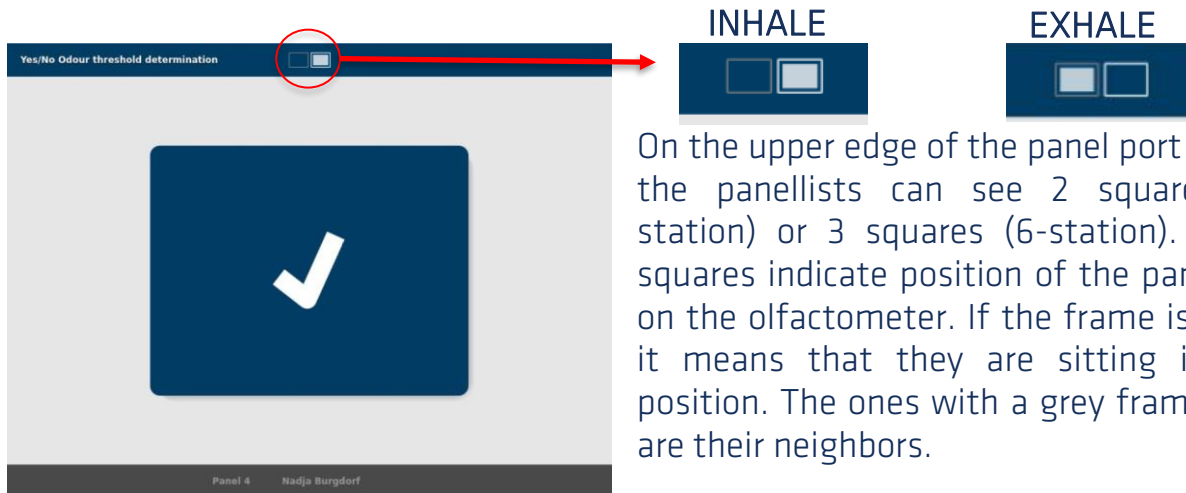 INHALE
EXHALE
Yes/No Odour threshold determination
On the upper edge of the panel port
the panellists can see 2 square
station) or 3 squares (6-station).
squares indicate position of the par
on the olfactometer. If the frame is
it means that they are sitting i
position. The ones with a grey fram
are their neighbors.
Panel 4 Nadja Burgdorf